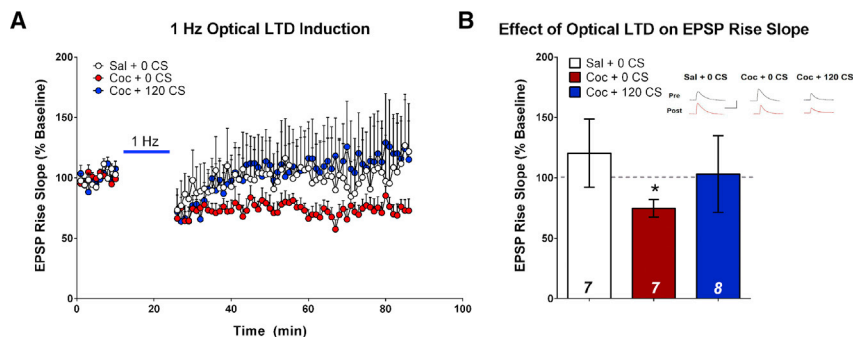 A
1 Hz Optical LTD Induction
Sal + 0 CS
Coc + 0 CS
Coc + 120 CS
1 Hz
EPSP Rise Slope (% Baseline)
200
150
100
50
0
0 20 40 60 80 100
Time (min)
B
Effect of Optical LTD on EPSP Rise Slope
Sal + 0 CS
Coc + 0 CS
Coc + 120 CS
Sal + 0 CS Coc + 0 CS Coc + 120 CS
Pre
Post
EPSP Rise Slope (% Baseline)
200
150
100
50
0
*
7 7 8